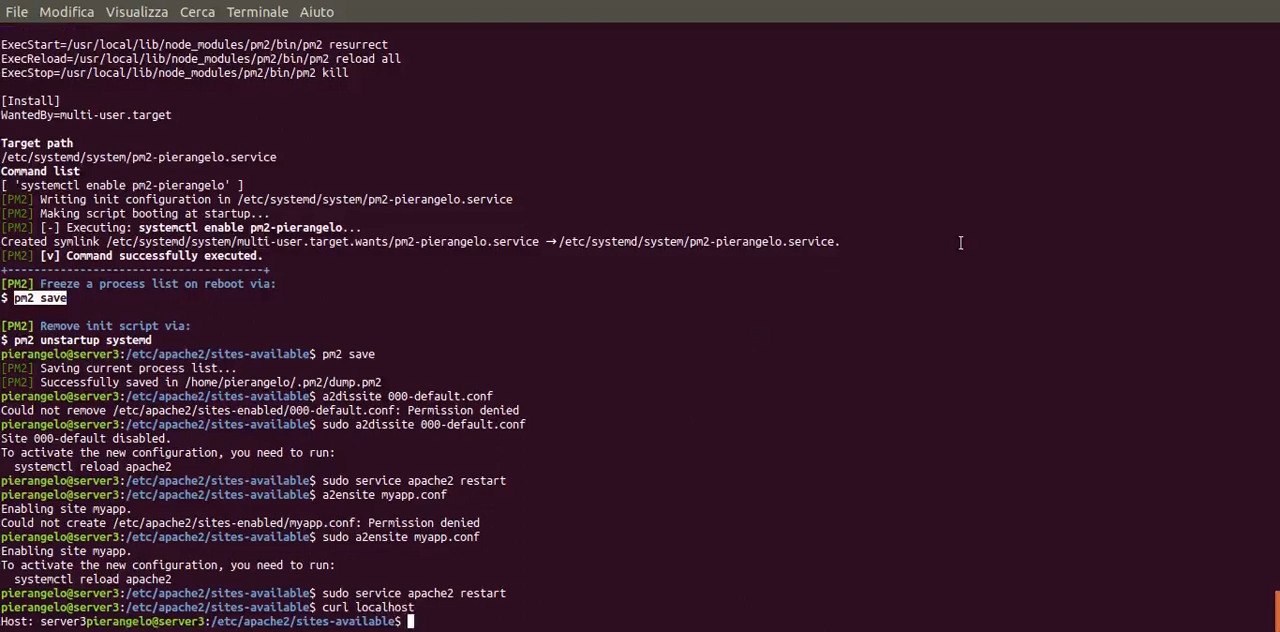 File Modifica Visualizza Cerca Terminale Aiuto
ExecStart=/usr/local/lib/node_modules/pm2/bin/pm2 resurrect
ExecReload=/usr/local/lib/node_modules/pm2/bin/pm2 reload all
ExecStop=/usr/local/lib/node_modules/pm2/bin/pm2 kill
[Install]
WantedBy=multi-user.target
Target path
/etc/systemd/system/pm2-pierangelo.service
Command list
[ 'systemctl enable pm2-pierangelo' ]
[PM2] Writing init configuration in /etc/systemd/system/pm2-pierangelo.service
[PM2] Making script booting at startup...
[PM2] [-] Executing: systemctl enable pm2-pierangelo...
Created symlink /etc/systemd/system/multi-user.target.wants/pm2-pierangelo.service → /etc/systemd/system/pm2-pierangelo.service.
[PM2] [v] Command successfully executed.
+---------------------------------------+
[PM2] Freeze a process list on reboot via:
$ pm2 save
[PM2] Remove init script via:
$ pm2 unstartup systemd
pierangelo@server3:/etc/apache2/sites-available$ pm2 save
[PM2] Saving current process list...
[PM2] Successfully saved in /home/pierangelo/.pm2/dump.pm2
pierangelo@server3:/etc/apache2/sites-available$ a2dissite 000-default.conf
Could not remove /etc/apache2/sites-enabled/000-default.conf: Permission denied
pierangelo@server3:/etc/apache2/sites-available$ sudo a2dissite 000-default.conf
Site 000-default disabled.
To activate the new configuration, you need to run:
  systemctl reload apache2
pierangelo@server3:/etc/apache2/sites-available$ sudo service apache2 restart
pierangelo@server3:/etc/apache2/sites-available$ a2ensite myapp.conf
Enabling site myapp.
Could not create /etc/apache2/sites-enabled/myapp.conf: Permission denied
pierangelo@server3:/etc/apache2/sites-available$ sudo a2ensite myapp.conf
Enabling site myapp.
To activate the new configuration, you need to run:
  systemctl reload apache2
pierangelo@server3:/etc/apache2/sites-available$ sudo service apache2 restart
pierangelo@server3:/etc/apache2/sites-available$ curl localhost
Host: server3pierangelo@server3:/etc/apache2/sites-available$